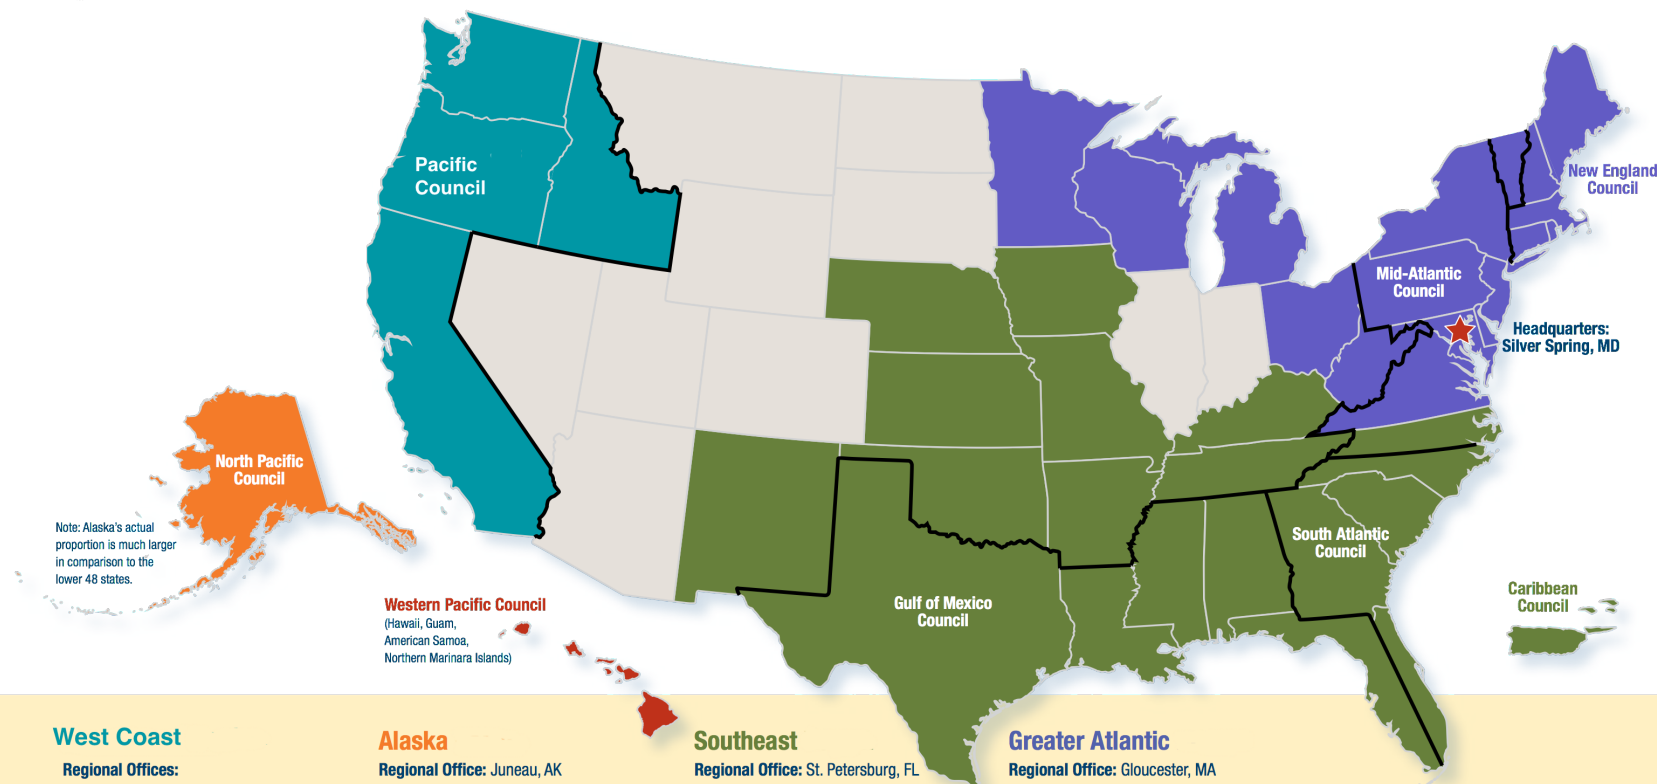 Pacific
Council
New England
Council
Mid-Atlantic
Council
Headquarters:
Silver Spring, MD
North Pacific
Council
Note: Alaska's actual
proportion is much larger
in comparison to the
lower 48 states.
South Atlantic
Council
Gulf of Mexico
Council
Caribbean
Council
Western Pacific Council
(Hawaii, Guam,
American Samoa,
Northern Marinara Islands)
West Coast
Regional Offices:
Alaska
Regional Office: Juneau, AK
Southeast
Regional Office: St. Petersburg, FL
Greater Atlantic
Regional Office: Gloucester, MA